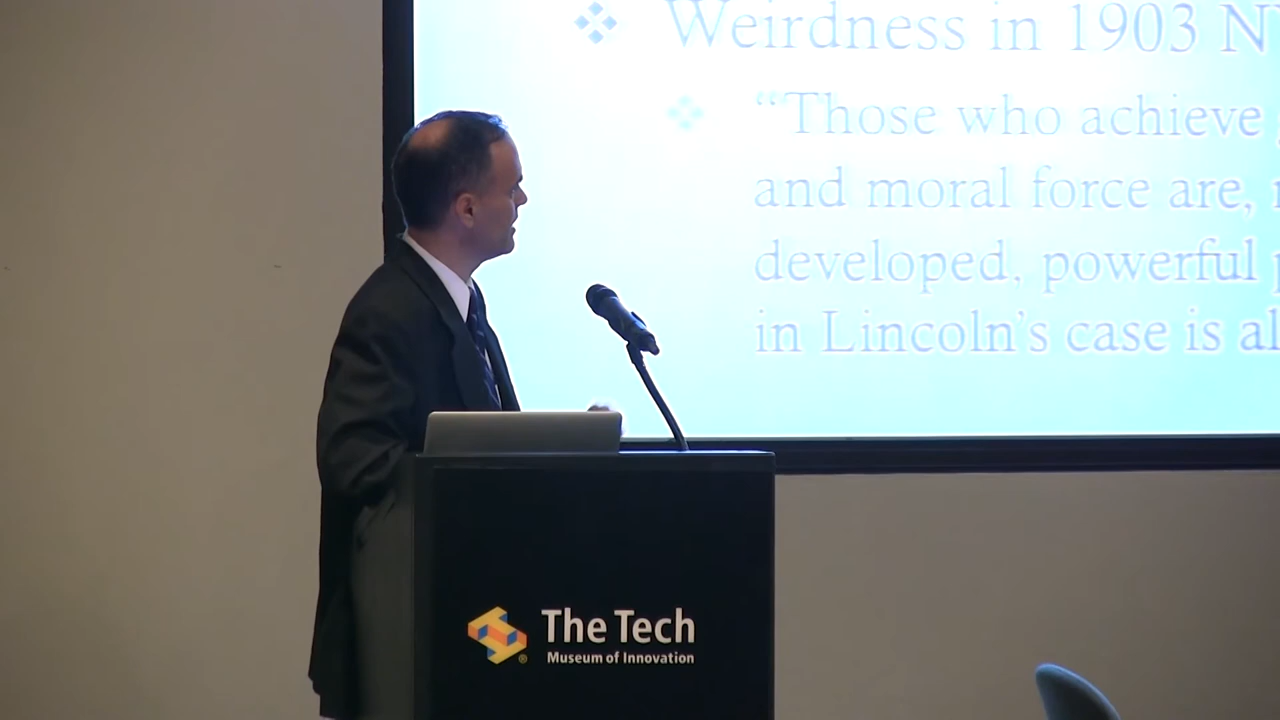 Weirdness in 1903 N
“Those who achieve
and moral force are,
developed, powerful
in Lincoln's case is al
The Tech
Museum of Innovation